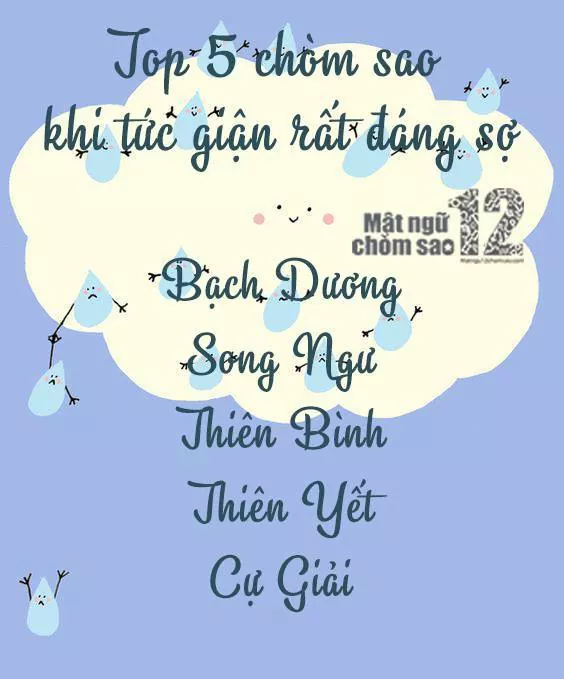 Top 5 chòm sao
khi tức giận rất đáng sợ
Mật ngữ 12
chòm sao
Bạch Dương
Song Ngư
Thiên Bình
Thiên Yết
Cự Giải